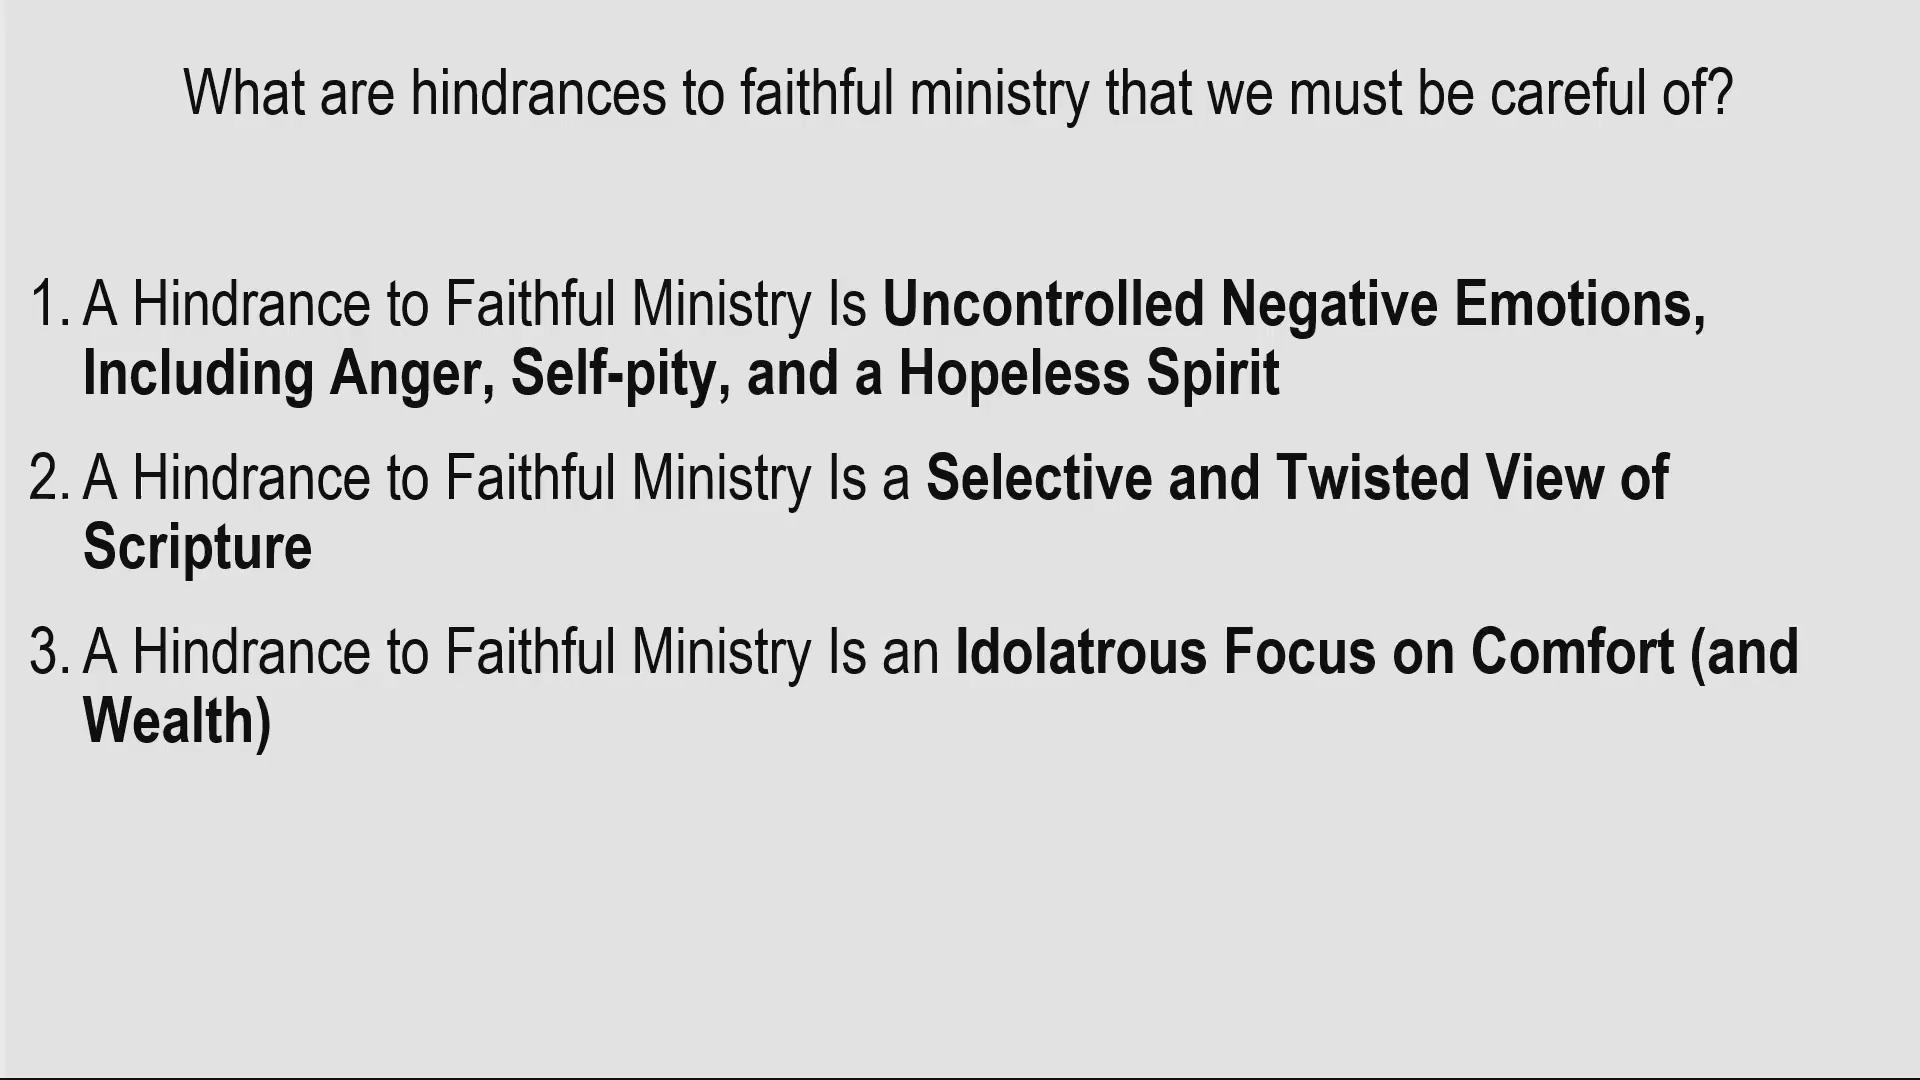 What are hindrances to faithful ministry that we must be careful of?
1. A Hindrance to Faithful Ministry Is Uncontrolled Negative Emotions,
Including Anger, Self-pity, and a Hopeless Spirit
2. A Hindrance to Faithful Ministry Is a Selective and Twisted View of
Scripture
3. A Hindrance to Faithful Ministry Is an Idolatrous Focus on Comfort (and
Wealth)